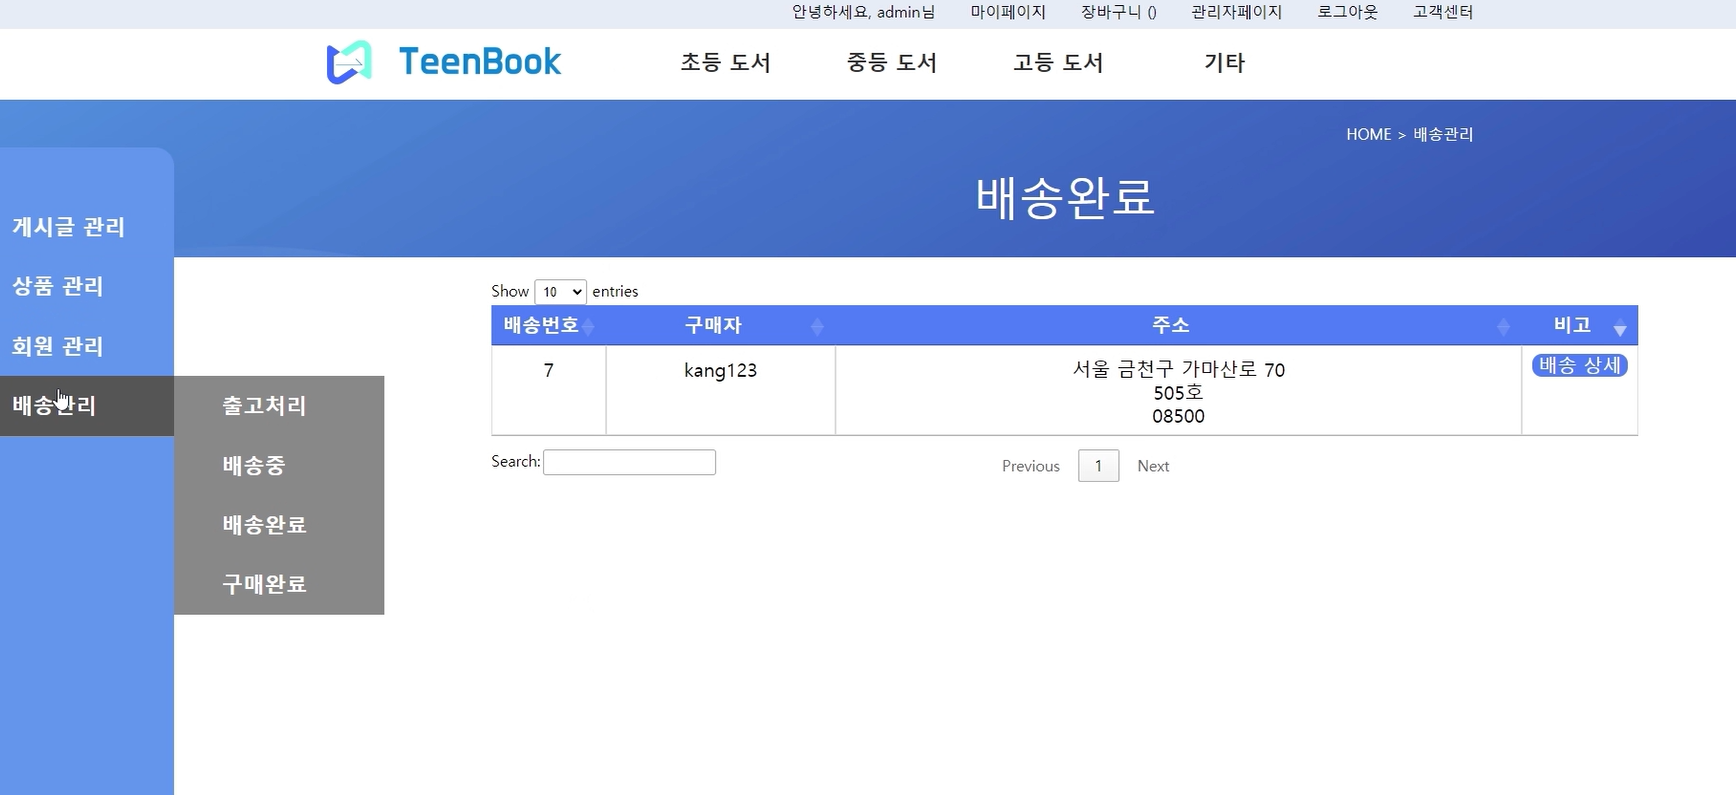 안녕하세요, admin님 마이페이지 장바구니 () 관리자페이지 로그아웃 고객센터
TeenBook 초등 도서 중등 도서 고등 도서 기타
HOME > 배송관리
배송완료
게시글 관리
상품 관리
회원 관리
배송관리
출고처리
배송중
배송완료
구매완료
Show 10 entries
배송번호 구매자 주소 비고
7 kang123 서울 금천구 가마산로 70 배송 상세
505호
08500
Search: Previous 1 Next